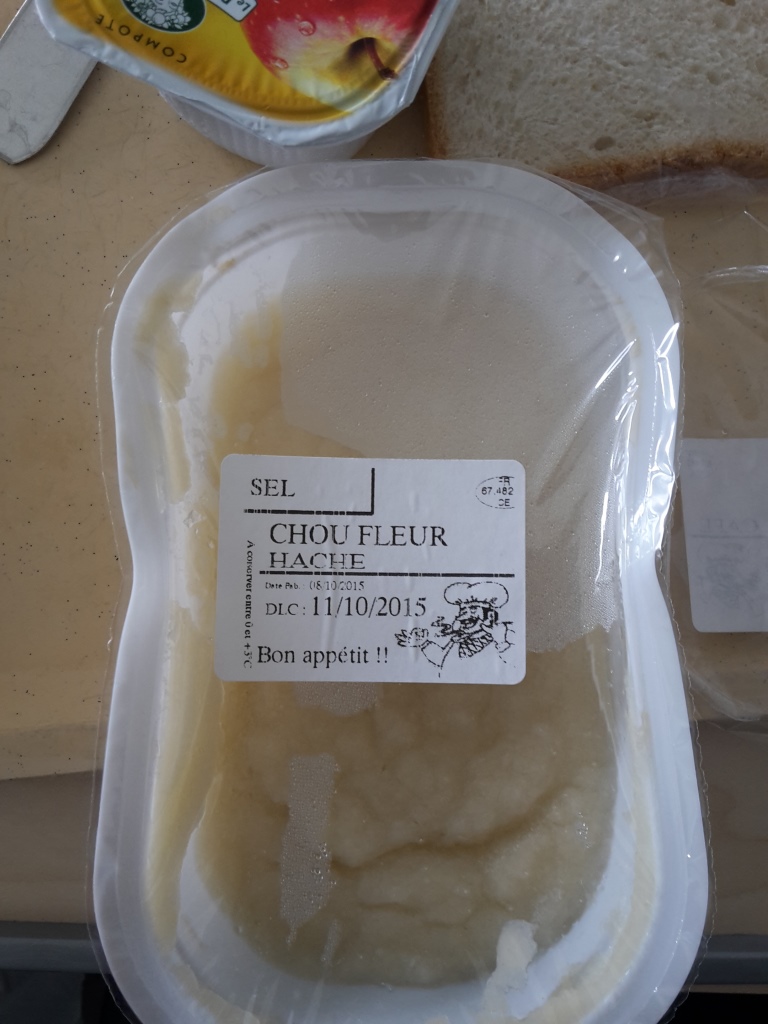 COMPOTE
SEL
FR
67.482
CE
CHOU FLEUR
HACHE
Date Fab. : 08/10/2015
DLC : 11/10/2015
Bon appétit !!
A conserver entre 0 et +3°C